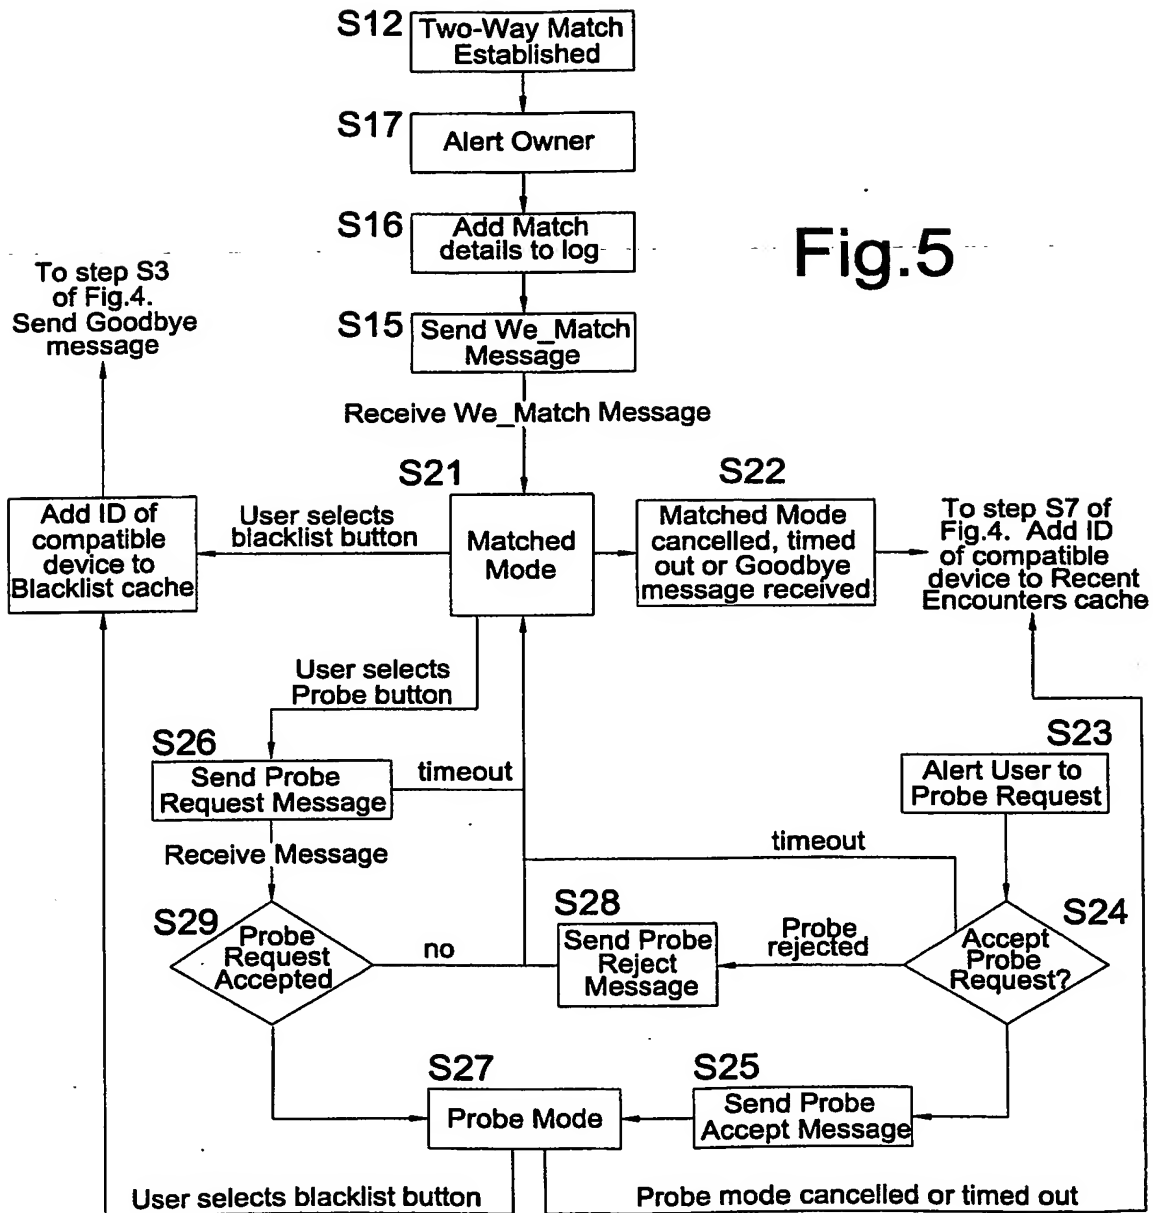 S12
Two-Way Match
Established
S17
Alert Owner
S16
Add Match
details to log
Fig.5
To step S3
of Fig.4.
Send Goodbye
message
S15
Send We_Match
Message
Receive We_Match Message
S21
S22
Add ID of
compatible
device to
Blacklist cache
User selects
blacklist button
Matched
Mode
Matched Mode
cancelled, timed
out or Goodbye
message received
To step S7 of
Fig.4. Add ID
of compatible
device to Recent
Encounters cache
User selects
Probe button
S26
Send Probe
Request Message
timeout
S23
Alert User to
Probe Request
Receive Message
timeout
S29
Probe
Request
Accepted
no
S28
Send Probe
Reject
Message
Probe
rejected
S24
Accept
Probe
Request?
S27
Probe Mode
S25
Send Probe
Accept Message
User selects blacklist button
Probe mode cancelled or timed out